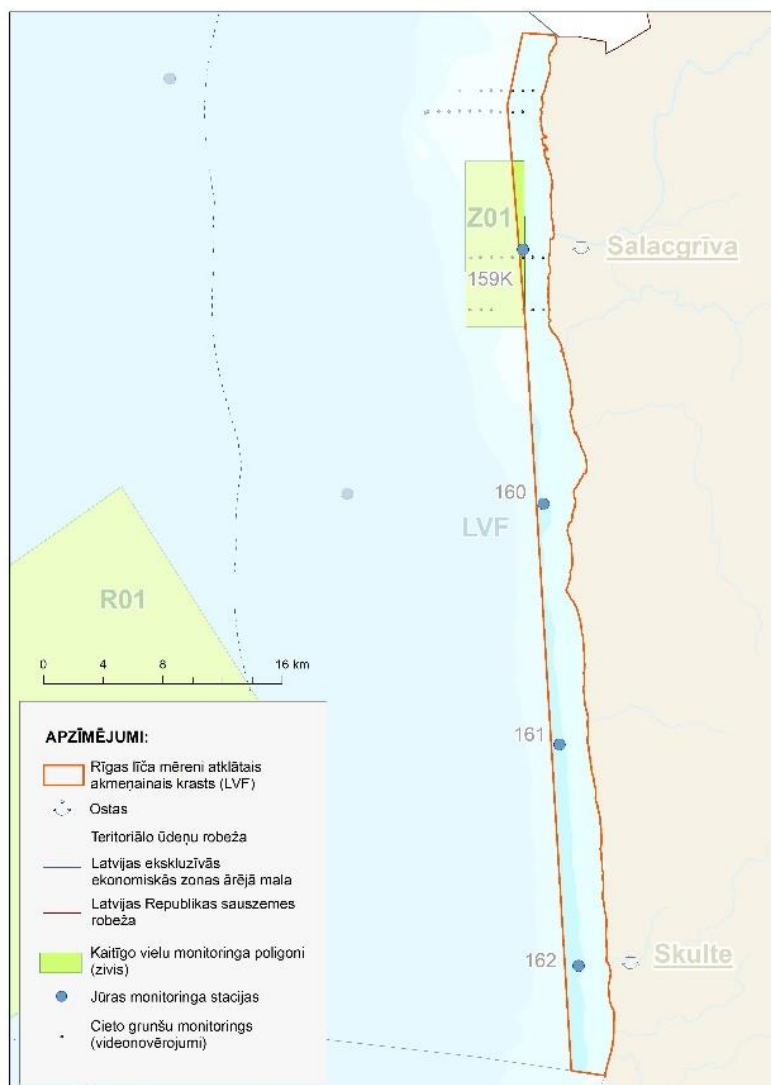 Z01
Salacgrīva
159K
160
LVF
R01
0 4 8 16 km
161
APZĪMĒJUMI:
Rīgas līča mēreni atklātais
akmeņainais krasts (LVF)
Ostas
Teritoriālo ūdeņu robeža
Latvijas ekskluzīvās
ekonomiskās zonas ārējā mala
Latvijas Republikas sauszemes
robeža
Kaitīgo vielu monitoringa poligoni
(zivis)
Jūras monitoringa stacijas
Cieto grunšu monitorings
(videonovērojumi)
162
Skulte